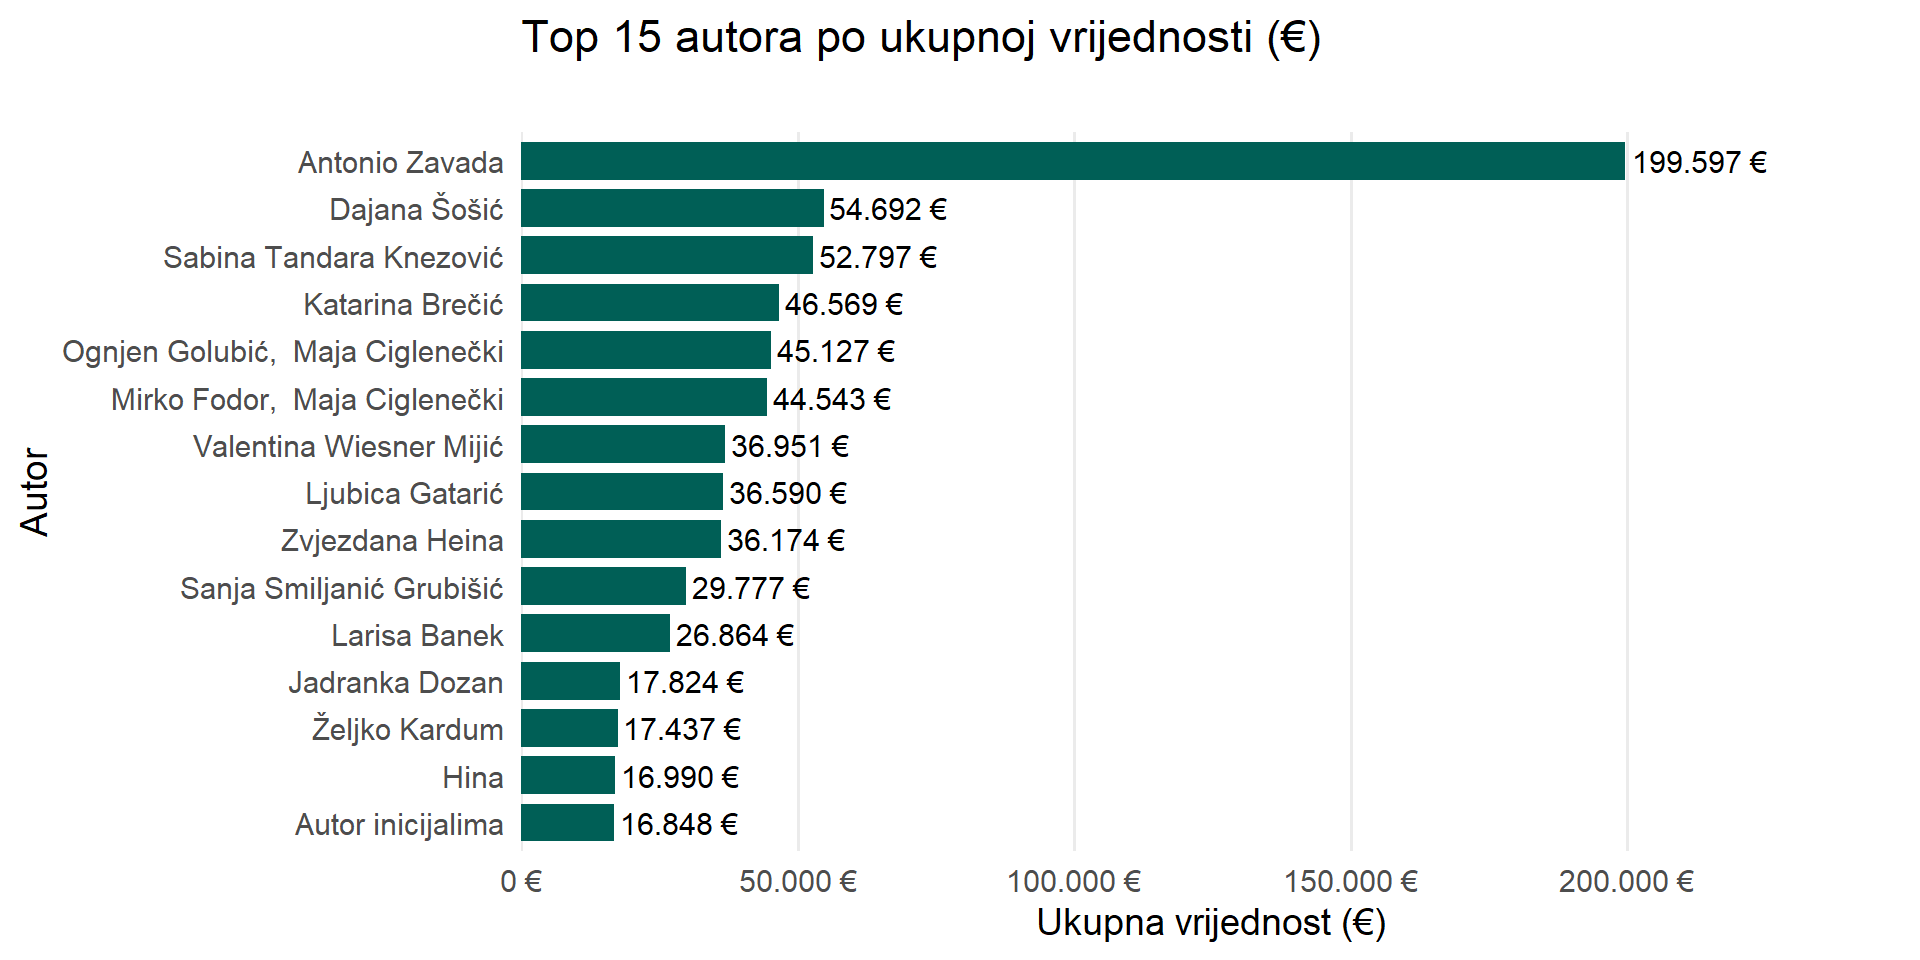 Top 15 autora po ukupnoj vrijednosti (€)
Autor
Antonio Zavada 199.597 €
Dajana Šošić 54.692 €
Sabina Tandara Knezović 52.797 €
Katarina Brečić 46.569 €
Ognjen Golubić,  Maja Ciglenečki 45.127 €
Mirko Fodor,  Maja Ciglenečki 44.543 €
Valentina Wiesner Mijić 36.951 €
Ljubica Gatarić 36.590 €
Zvjezdana Heina 36.174 €
Sanja Smiljanić Grubišić 29.777 €
Larisa Banek 26.864 €
Jadranka Dozan 17.824 €
Željko Kardum 17.437 €
Hina 16.990 €
Autor inicijalima 16.848 €
0 € 50.000 € 100.000 € 150.000 € 200.000 €
Ukupna vrijednost (€)